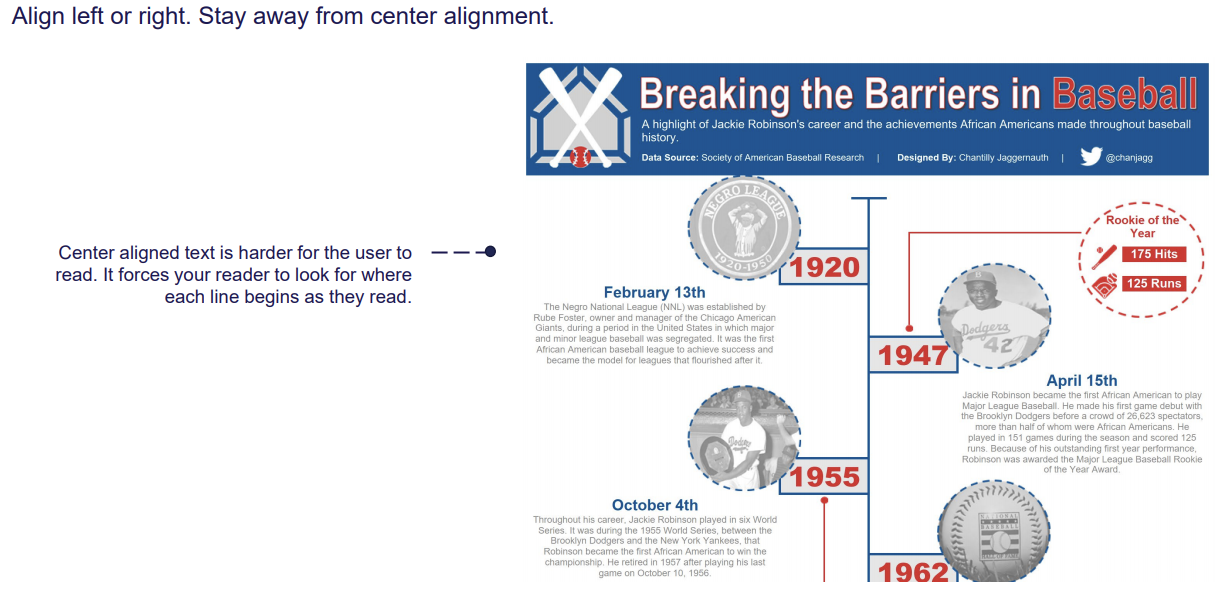 Align left or right. Stay away from center alignment.
Center aligned text is harder for the user to
read. It forces your reader to look for where
each line begins as they read.
Breaking the Barriers in Baseball
A highlight of Jackie Robinson's career and the achievements African Americans made throughout baseball
history.
Data Source: Society of American Baseball Research | Designed By: Chantilly Jaggernauth | @chanjagg
NEGRO LEAGUE
1920-1950
1920
February 13th
The Negro National League (NNL) was established by
Rube Foster, owner and manager of the Chicago American
Giants, during a period in the United States in which major
and minor league baseball was segregated. It was the first
African American baseball league to achieve success and
became the model for leagues that flourished after it.
Rookie of the
Year
175 Hits
125 Runs
Dodgers
42
1947
April 15th
Jackie Robinson became the first African American to play
Major League Baseball. He made his first game debut with
the Brooklyn Dodgers before a crowd of 26,623 spectators,
more than half of whom were African Americans. He
played in 151 games during the season and scored 125
runs. Because of his outstanding first year performance,
Robinson was awarded the Major League Baseball Rookie
of the Year Award.
Dodgers
1955
October 4th
Throughout his career, Jackie Robinson played in six World
Series. It was during the 1955 World Series, between the
Brooklyn Dodgers and the New York Yankees, that
Robinson became the first African American to win the
championship. He retired in 1957 after playing his last
game on October 10, 1956.
NATIONAL
BASEBALL
HALL OF FAME
1962